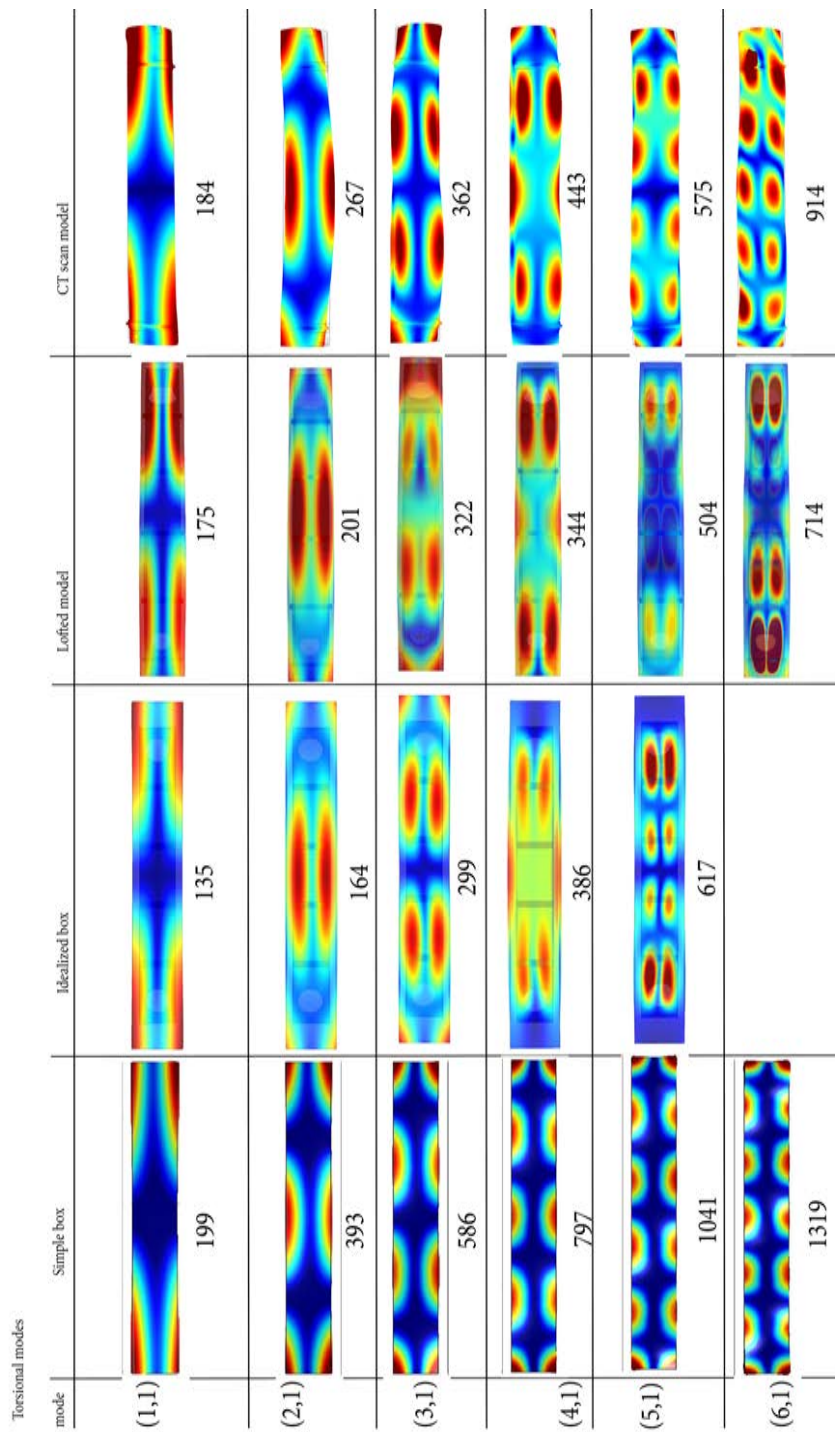 Torsional modes
mode Simple box Idealized box Lofted model CT scan model
(1,1) 199 135 175 184
(2,1) 393 164 201 267
(3,1) 586 299 322 362
(4,1) 797 386 344 443
(5,1) 1041 617 504 575
(6,1) 1319 714 914